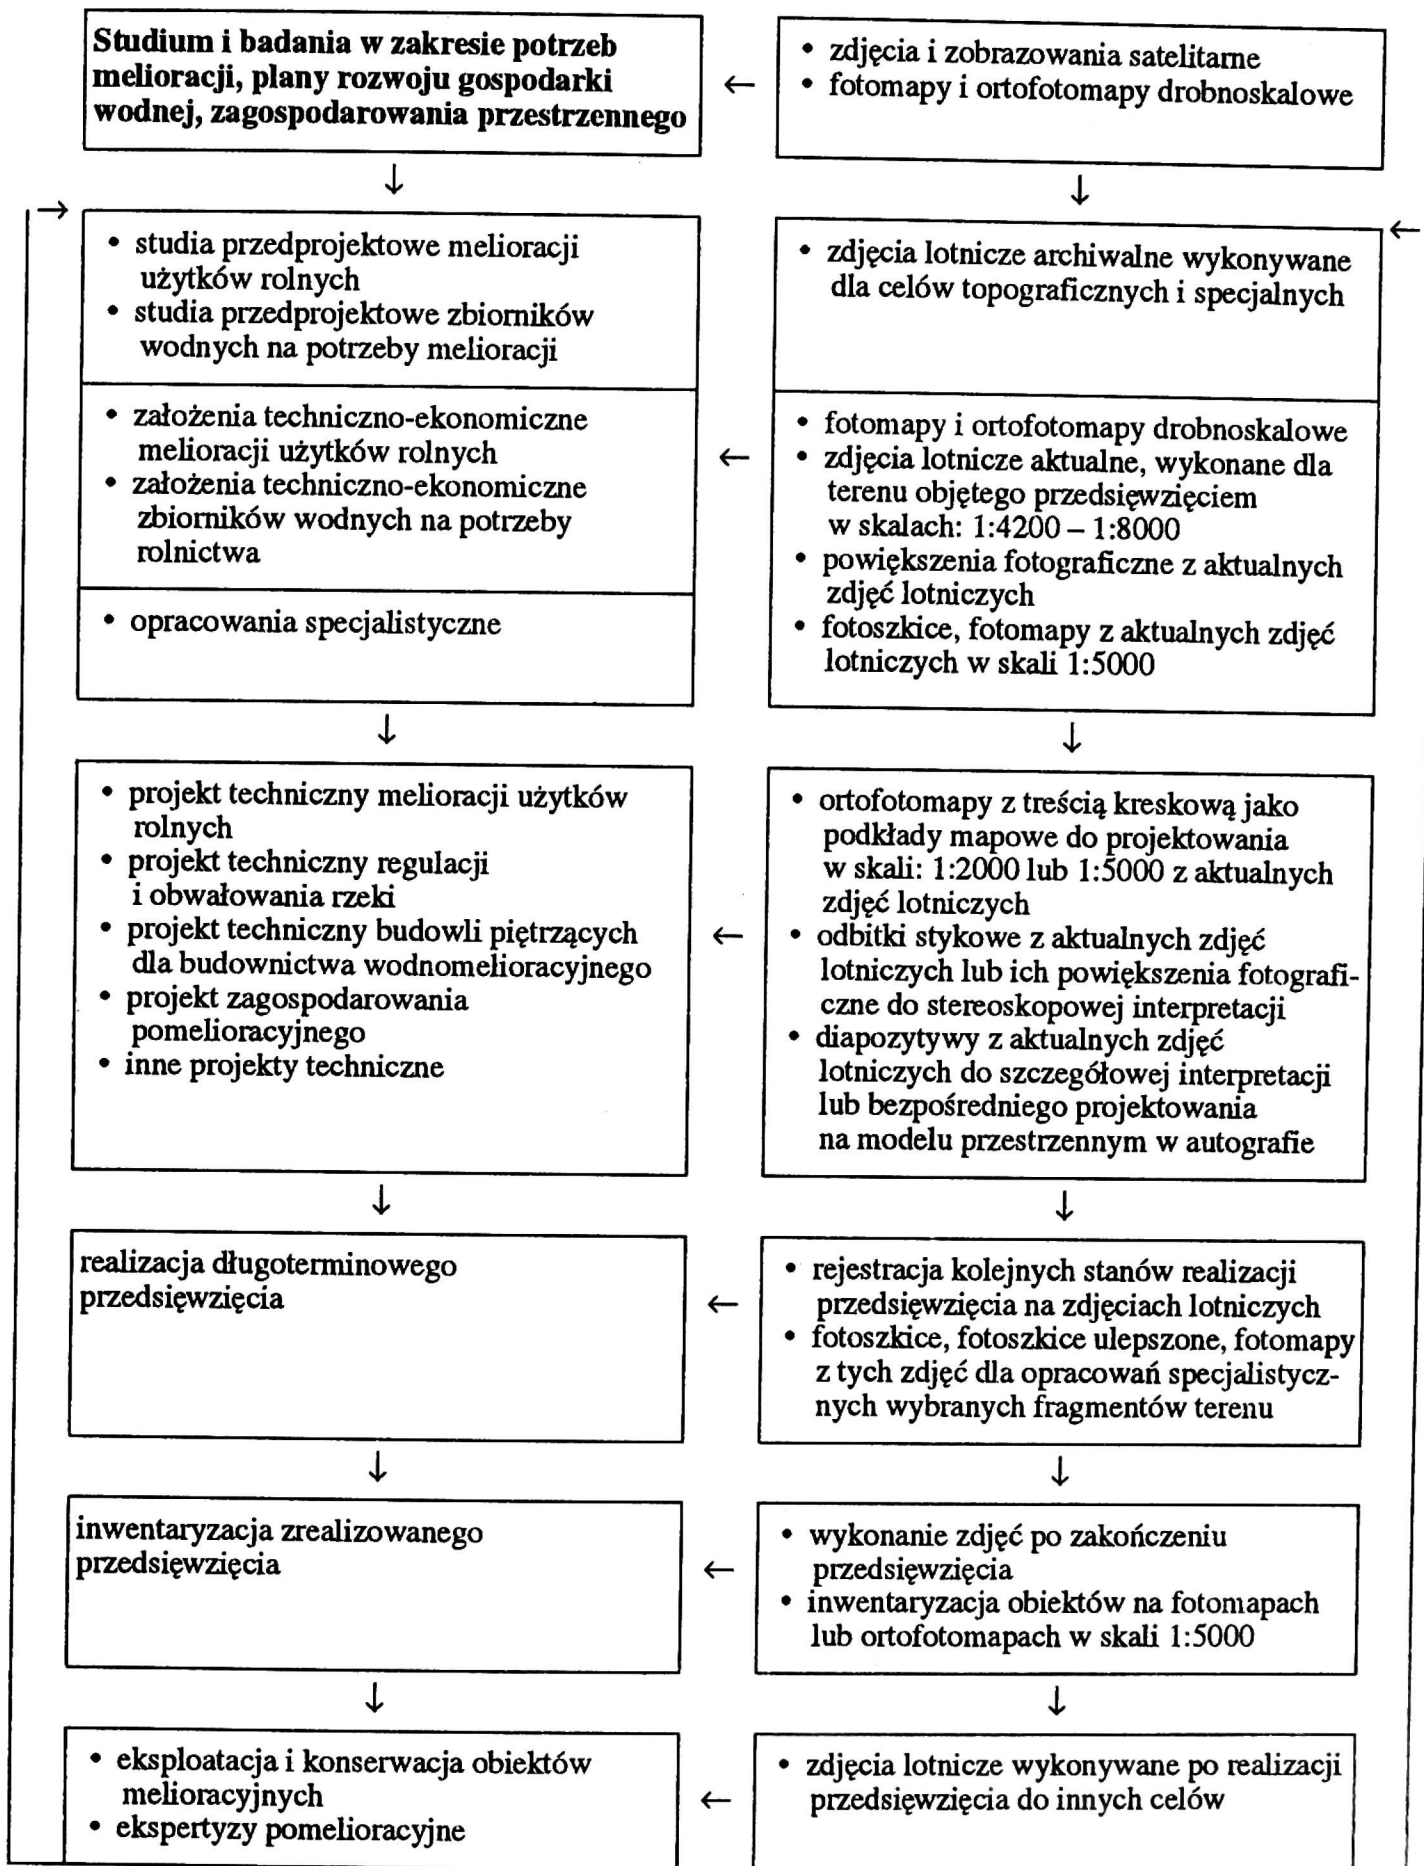 Studium i badania w zakresie potrzeb
melioracji, plany rozwoju gospodarki
wodnej, zagospodarowania przestrzennego
←
• zdjęcia i zobrazowania satelitarne
• fotomapy i ortofotomapy drobnoskalowe
↓
↓
→
←
• studia przedprojektowe melioracji
użytków rolnych
• studia przedprojektowe zbiorników
wodnych na potrzeby melioracji
• założenia techniczno-ekonomiczne
melioracji użytków rolnych
• założenia techniczno-ekonomiczne
zbiorników wodnych na potrzeby
rolnictwa
• opracowania specjalistyczne
←
• zdjęcia lotnicze archiwalne wykonywane
dla celów topograficznych i specjalnych
• fotomapy i ortofotomapy drobnoskalowe
• zdjęcia lotnicze aktualne, wykonane dla
terenu objętego przedsięwzięciem
w skalach: 1:4200 – 1:8000
• powiększenia fotograficzne z aktualnych
zdjęć lotniczych
• fotoszkice, fotomapy z aktualnych zdjęć
lotniczych w skali 1:5000
↓
↓
• projekt techniczny melioracji użytków
rolnych
• projekt techniczny regulacji
i obwałowania rzeki
• projekt techniczny budowli piętrzących
dla budownictwa wodnomelioracyjnego
• projekt zagospodarowania
pomelioracyjnego
• inne projekty techniczne
←
• ortofotomapy z treścią kreskową jako
podkłady mapowe do projektowania
w skali: 1:2000 lub 1:5000 z aktualnych
zdjęć lotniczych
• odbitki stykowe z aktualnych zdjęć
lotniczych lub ich powiększenia fotografi-
czne do stereoskopowej interpretacji
• diapozytywy z aktualnych zdjęć
lotniczych do szczegółowej interpretacji
lub bezpośredniego projektowania
na modelu przestrzennym w autografie
↓
↓
realizacja długoterminowego
przedsięwzięcia
←
• rejestracja kolejnych stanów realizacji
przedsięwzięcia na zdjęciach lotniczych
• fotoszkice, fotoszkice ulepszone, fotomapy
z tych zdjęć dla opracowań specjalistycz-
nych wybranych fragmentów terenu
↓
↓
inwentaryzacja zrealizowanego
przedsięwzięcia
←
• wykonanie zdjęć po zakończeniu
przedsięwzięcia
• inwentaryzacja obiektów na fotomapach
lub ortofotomapach w skali 1:5000
↓
↓
• eksploatacja i konserwacja obiektów
melioracyjnych
• ekspertyzy pomelioracyjne
←
• zdjęcia lotnicze wykonywane po realizacji
przedsięwzięcia do innych celów